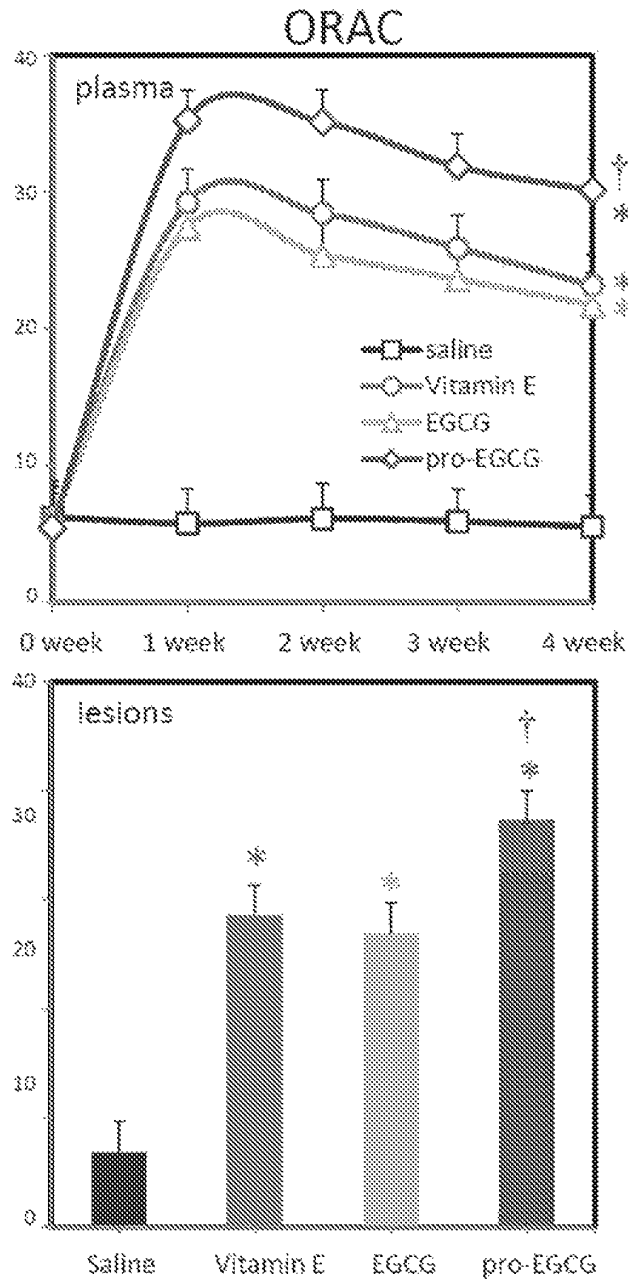 ORAC
40
plasma
30
†
*
*
*
20
saline
Vitamin E
EGCG
pro-EGCG
10
0
0 week 1 week 2 week 3 week 4 week
40
lesions
†
*
30
*
*
20
10
0
Saline Vitamin E EGCG pro-EGCG